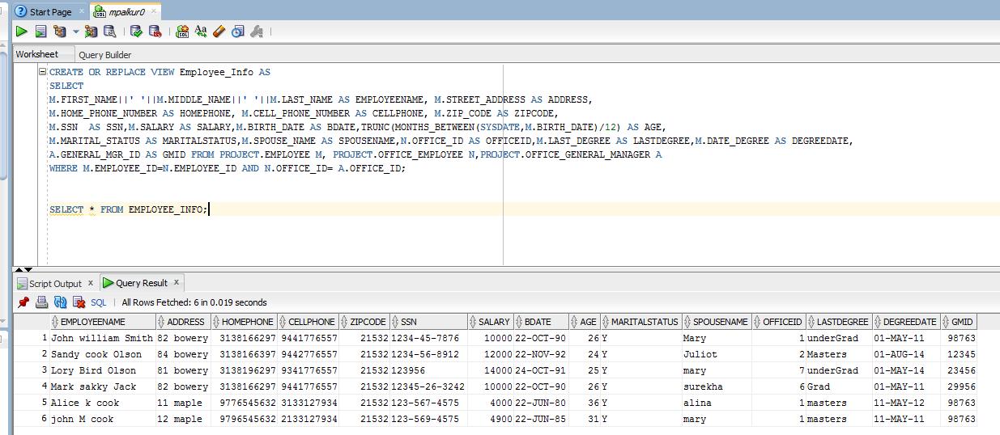 Start Page
mpalkur0
Worksheet Query Builder
CREATE OR REPLACE VIEW Employee_Info AS
SELECT
M.FIRST_NAME||' '||M.MIDDLE_NAME||' '||M.LAST_NAME AS EMPLOYEENAME, M.STREET_ADDRESS AS ADDRESS,
M.HOME_PHONE_NUMBER AS HOMEPHONE, M.CELL_PHONE_NUMBER AS CELLPHONE, M.ZIP_CODE AS ZIPCODE,
M.SSN  AS SSN,M.SALARY AS SALARY,M.BIRTH_DATE AS BDATE,TRUNC(MONTHS_BETWEEN(SYSDATE,M.BIRTH_DATE)/12) AS AGE,
M.MARITAL_STATUS AS MARITALSTATUS,M.SPOUSE_NAME AS SPOUSENAME,N.OFFICE_ID AS OFFICEID,M.LAST_DEGREE AS LASTDEGREE,M.DATE_DEGREE AS DEGREEDATE,
A.GENERAL_MGR_ID AS GMID FROM PROJECT.EMPLOYEE M, PROJECT.OFFICE_EMPLOYEE N,PROJECT.OFFICE_GENERAL_MANAGER A
WHERE M.EMPLOYEE_ID=N.EMPLOYEE_ID AND N.OFFICE_ID= A.OFFICE_ID;
SELECT * FROM EMPLOYEE_INFO;
Script Output x Query Result x
SQL | All Rows Fetched: 6 in 0.019 seconds
EMPLOYEENAME ADDRESS HOMEPHONE CELLPHONE ZIPCODE SSN SALARY BDATE AGE MARITALSTATUS SPOUSENAME OFFICEID LASTDEGREE DEGREEDATE GMID
1 John william Smith 82 bowery 3138166297 9441776557 21532 1234-45-7876 10000 22-OCT-90 26 Y Mary 1 underGrad 01-MAY-11 98763
2 Sandy cook Olson 84 bowery 3138166397 9442776557 21532 1234-56-8912 12000 22-NOV-92 24 Y Juliot 2 Masters 01-AUG-14 12345
3 Lory Bird Olson 81 bowery 3138196297 9341776557 21532 123956 14000 24-OCT-91 25 Y mary 7 underGrad 01-MAY-14 23456
4 Mark sakky Jack 82 bowery 3138166297 9441776557 21532 12345-26-3242 10000 22-OCT-90 26 Y surekha 6 Grad 01-MAY-11 29956
5 Alice k cook 11 maple 9776545632 3133127934 21532 123-567-4575 4000 22-JUN-80 36 Y alina 1 masters 11-MAY-12 98763
6 john M cook 12 maple 9796545632 2133127934 21532 123-569-4575 4900 22-JUN-85 31 Y mary 1 masters 11-MAY-11 98763